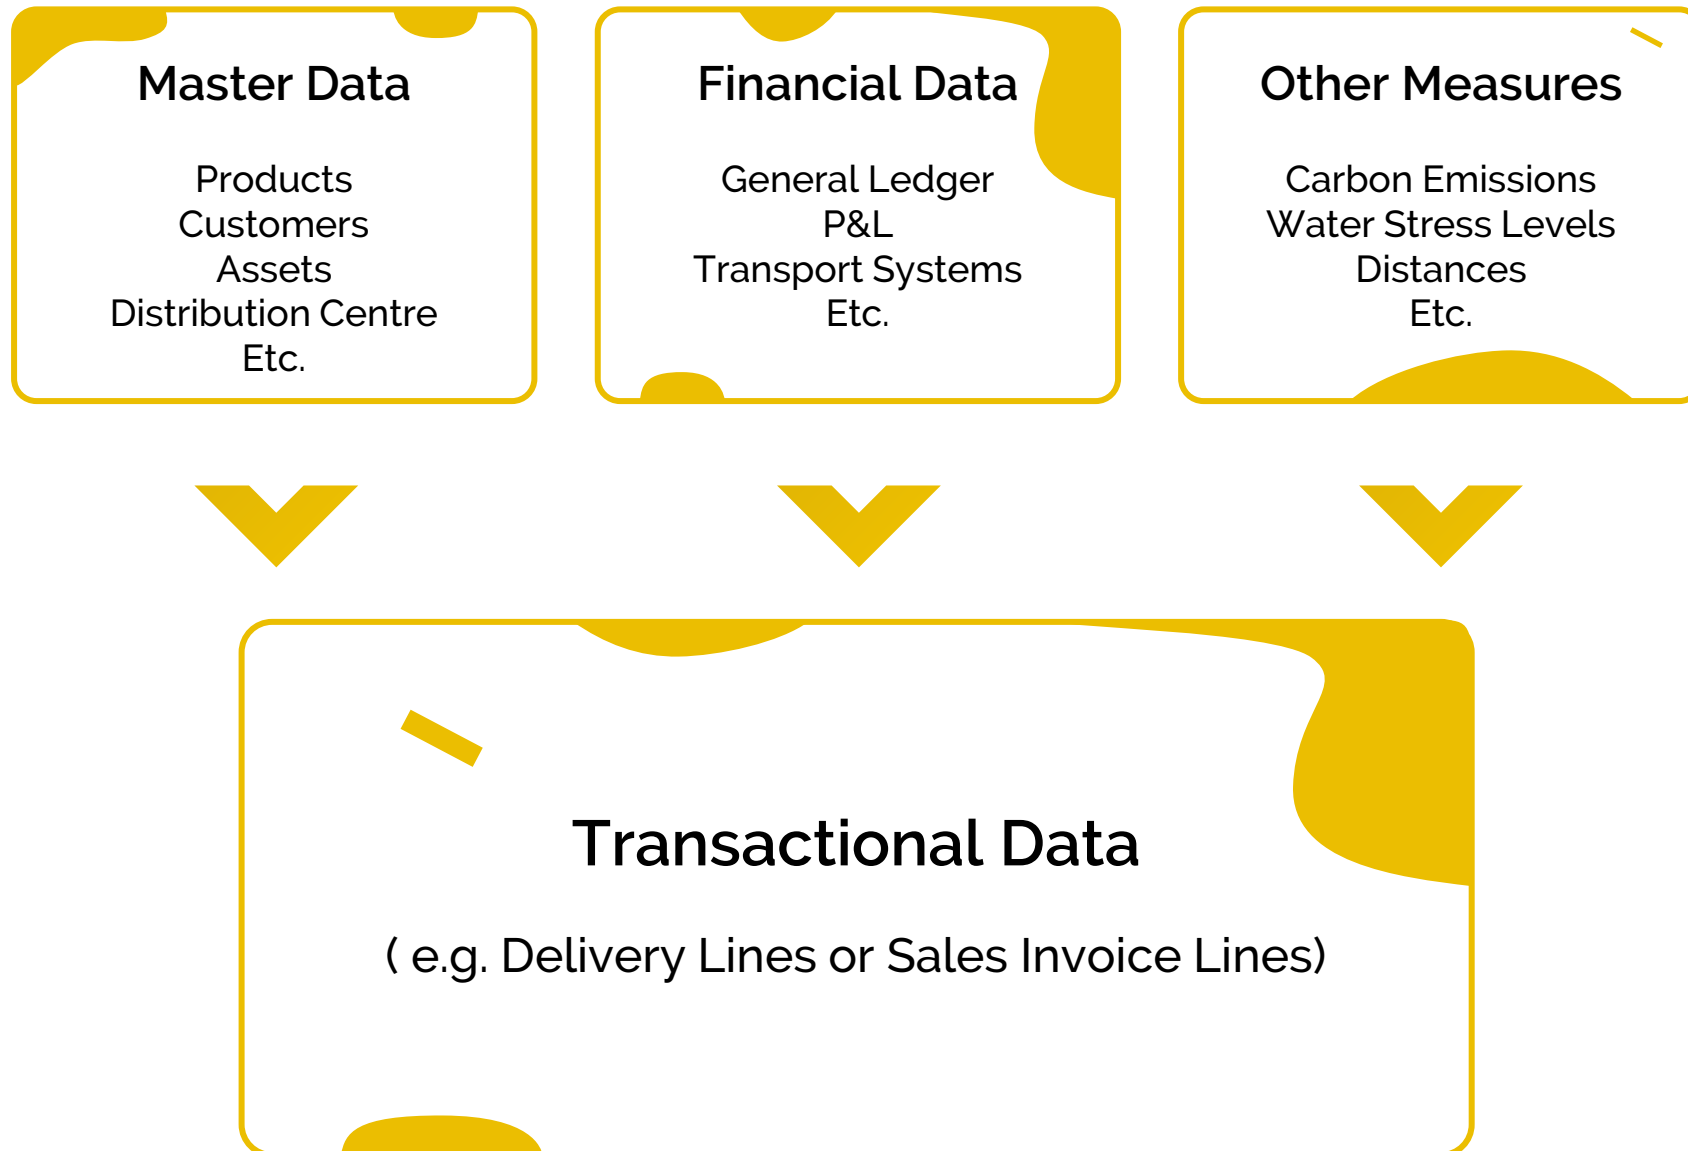 Master Data
Products
Customers
Assets
Distribution Centre
Etc.
Financial Data
General Ledger
P&L
Transport Systems
Etc.
Other Measures
Carbon Emissions
Water Stress Levels
Distances
Etc.
Transactional Data
( e.g. Delivery Lines or Sales Invoice Lines)